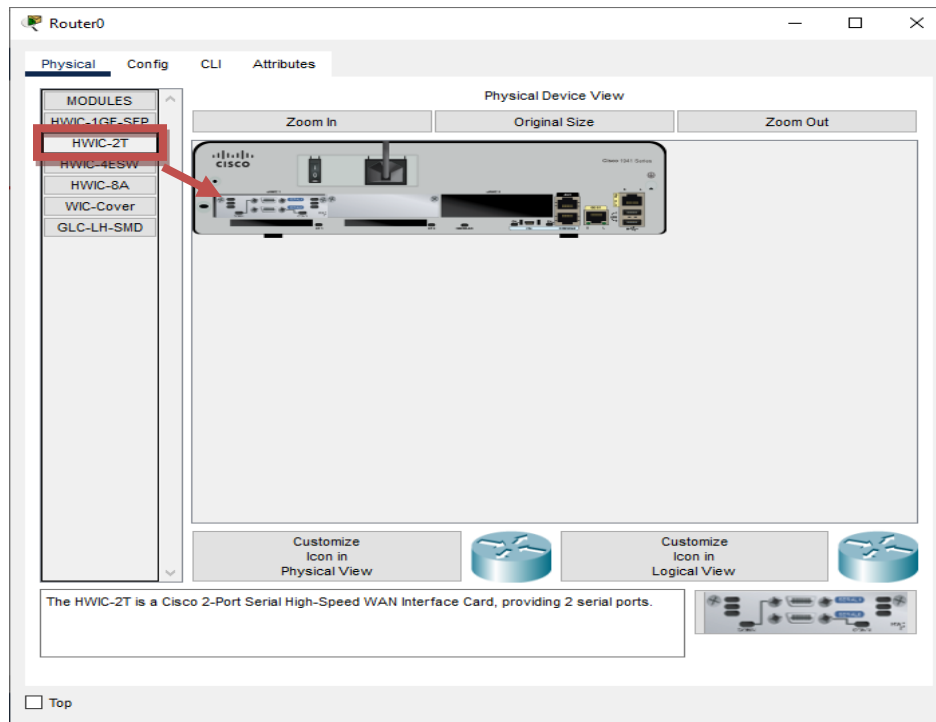 Router0
Physical Config CLI Attributes
MODULES
HWIC-1GE-SFP
HWIC-2T
HWIC-4ESW
HWIC-8A
WIC-Cover
GLC-LH-SMD
Physical Device View
Zoom In Original Size Zoom Out
CISCO
Cisco 1941 Series
Customize
Icon in
Physical View
Customize
Icon in
Logical View
The HWIC-2T is a Cisco 2-Port Serial High-Speed WAN Interface Card, providing 2 serial ports.
Top